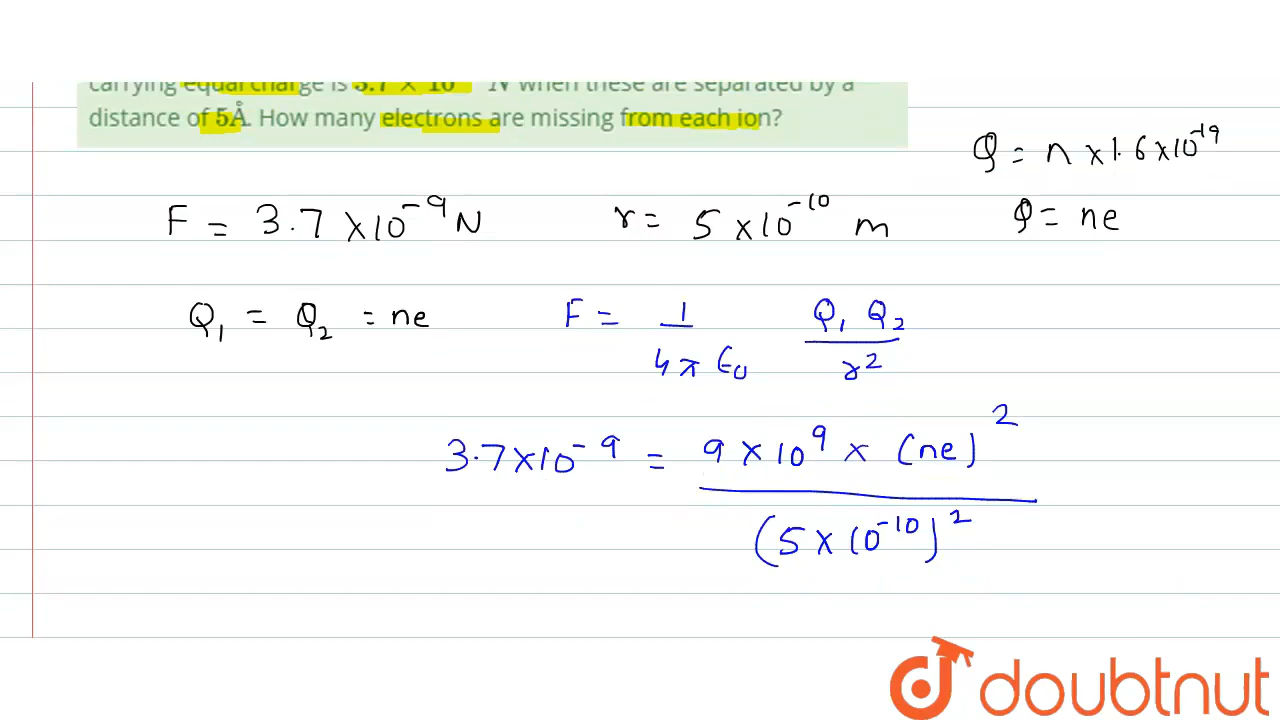 carrying equal charge is 3.7 × 10 N when these are separated by a
distance of 5Å. How many electrons are missing from each ion?
Q = n × 1.6 × 10⁻¹⁹
F = 3.7 × 10⁻⁹ N r = 5 × 10⁻¹⁰ m Q = ne
Q₁ = Q₂ = ne F = 1 Q₁ Q₂
4π ϵ₀ r²
3.7 × 10⁻⁹ = 9 × 10⁹ × (ne)²
(5 × 10⁻¹⁰)²
doubtnut